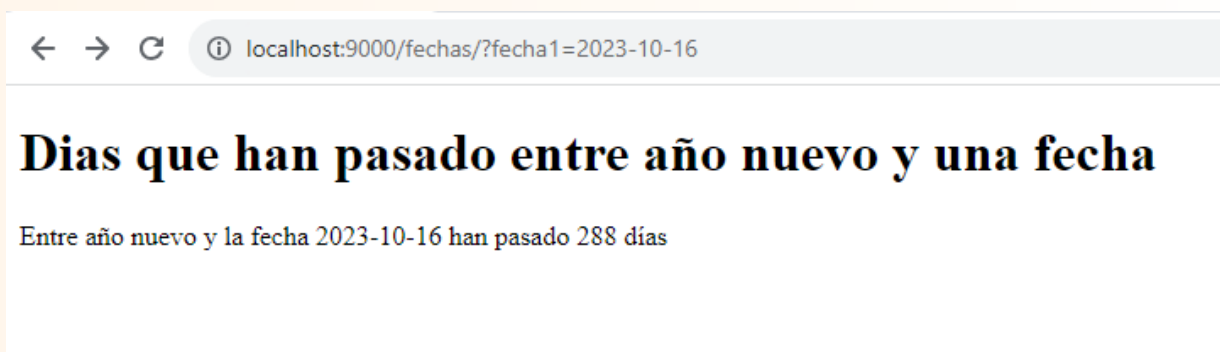 localhost:9000/fechas/?fecha1=2023-10-16
Dias que han pasado entre año nuevo y una fecha
Entre año nuevo y la fecha 2023-10-16 han pasado 288 días